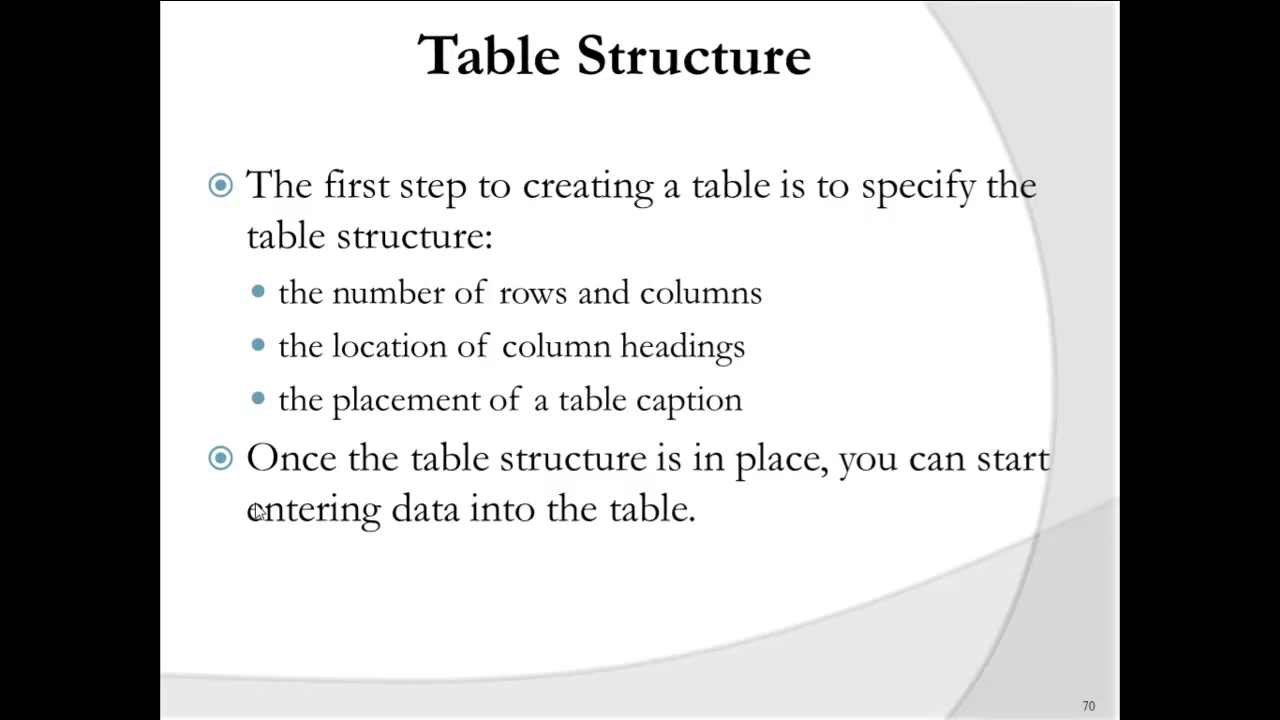 Table Structure
The first step to creating a table is to specify the
table structure:
the number of rows and columns
the location of column headings
the placement of a table caption
Once the table structure is in place, you can start
entering data into the table.
70